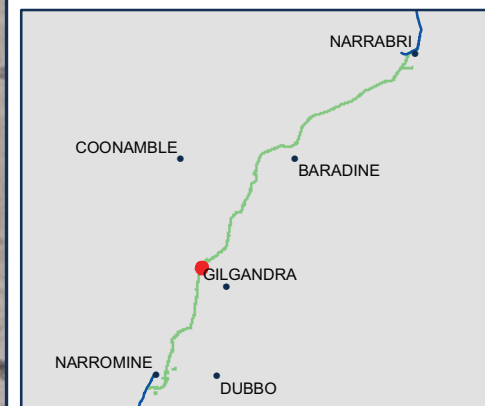 NARRABRI
COONAMBLE
BARADINE
GILGANDRA
NARROMINE
DUBBO